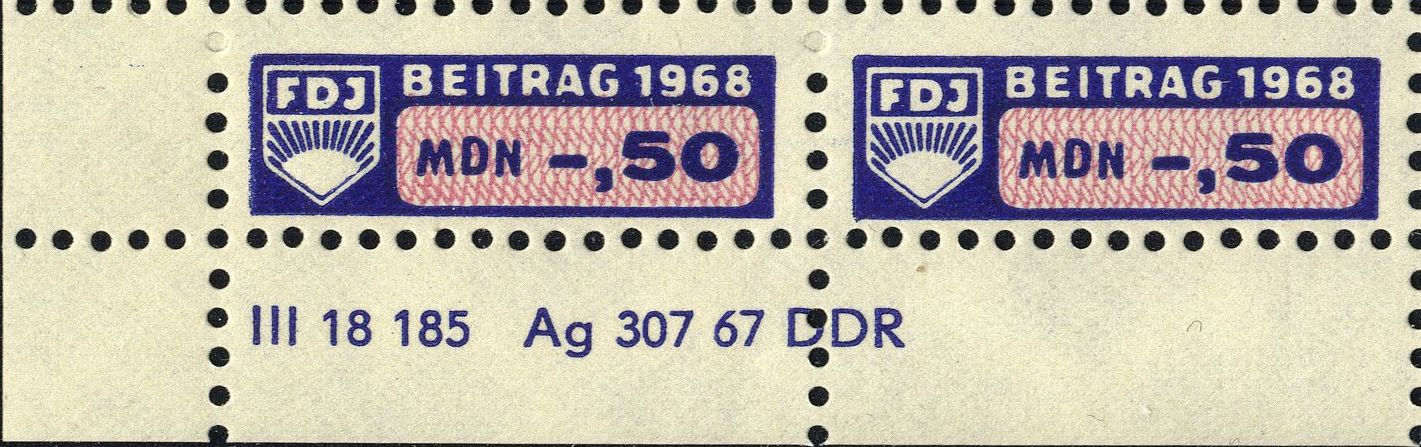 FDJ BEITRAG 1968
MDN -,50
FDJ BEITRAG 1968
MDN -,50
III 18 185 Ag 307 67 DDR